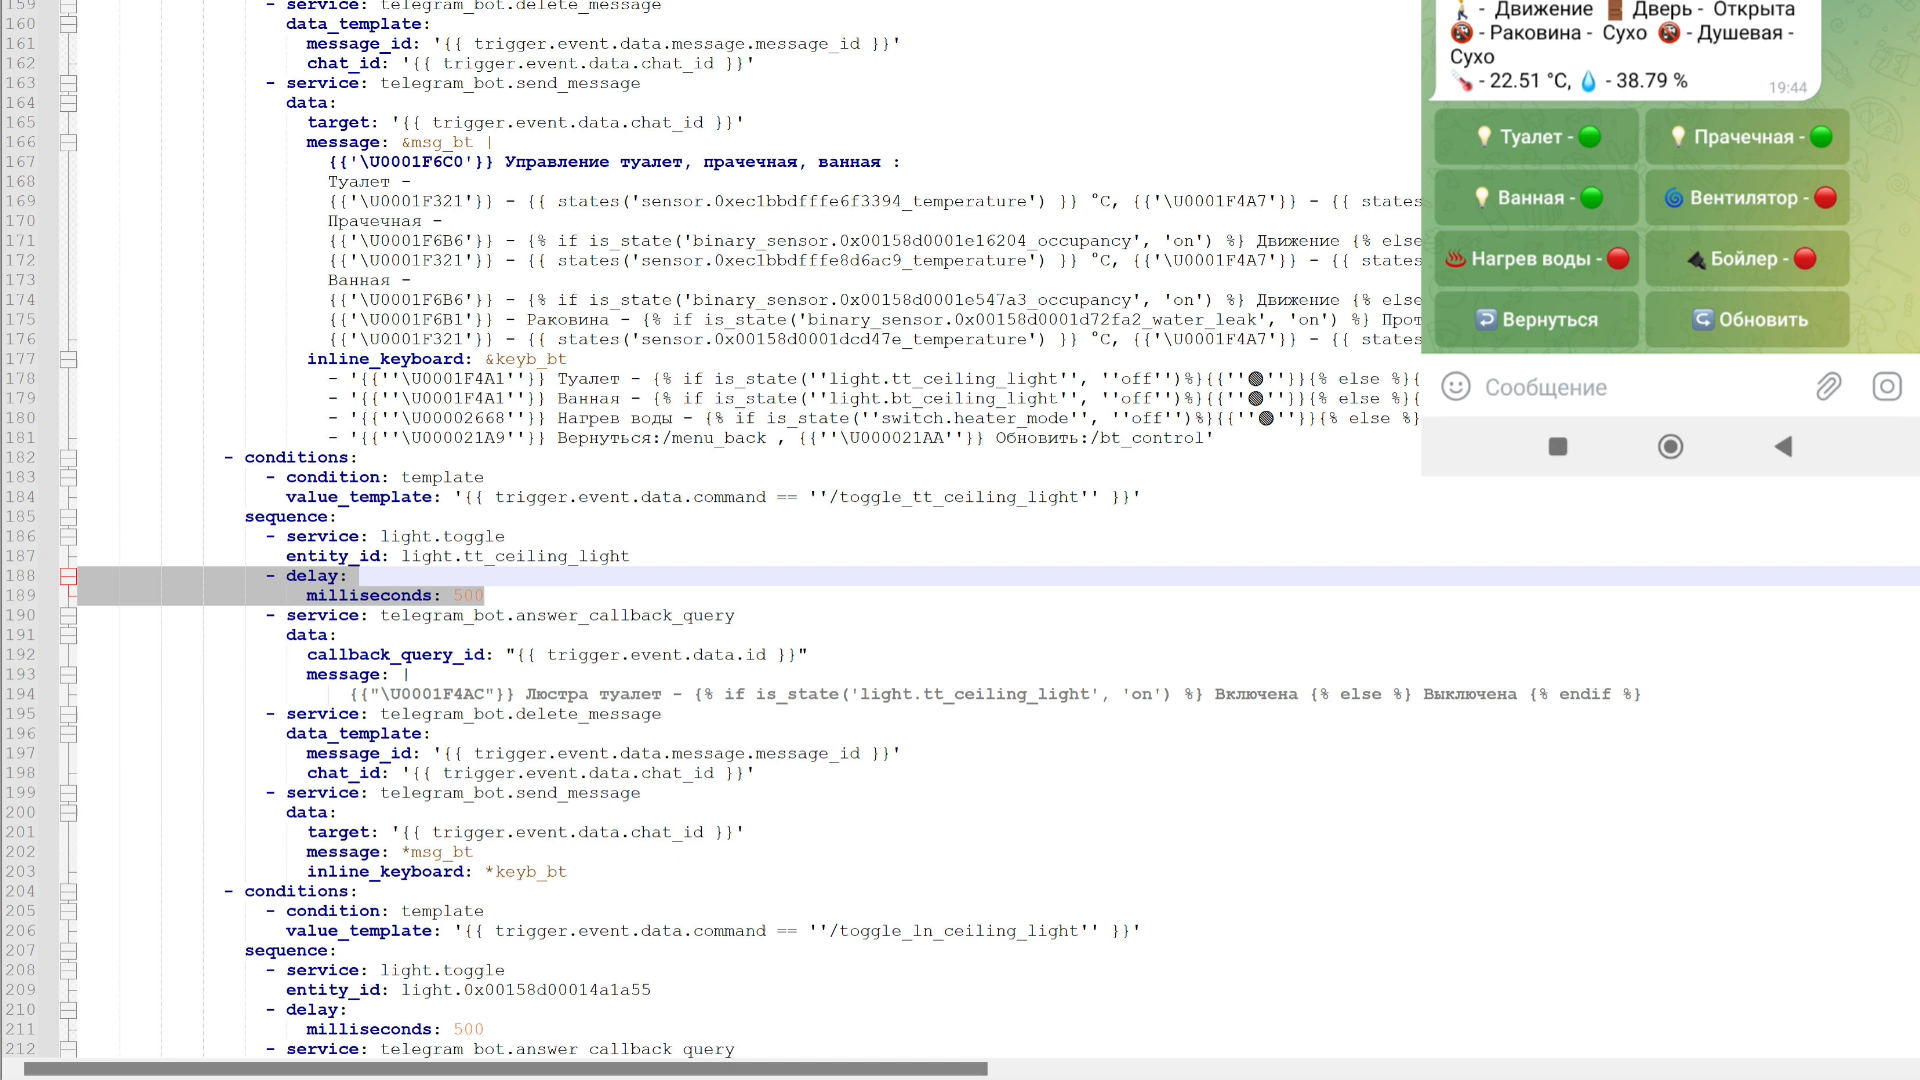 159 - service: telegram_bot.delete_message
160 data_template:
161 message_id: '{{ trigger.event.data.message.message_id }}'
162 chat_id: '{{ trigger.event.data.chat_id }}'
163 - service: telegram_bot.send_message
164 data:
165 target: '{{ trigger.event.data.chat_id }}'
166 message: &msg_bt |
167 {{'\U0001F6C0'}} Управление туалет, прачечная, ванная :
168 Туалет -
169 {{'\U0001F321'}} - {{ states('sensor.0xec1bbdfffe6f3394_temperature') }} °C, {{'\U0001F4A7'}} - {{ states
170 Прачечная -
171 {{'\U0001F6B6'}} - {% if is_state('binary_sensor.0x00158d0001e16204_occupancy', 'on') %} Движение {% else
172 {{'\U0001F321'}} - {{ states('sensor.0xec1bbdfffe8d6ac9_temperature') }} °C, {{'\U0001F4A7'}} - {{ states
173 Ванная -
174 {{'\U0001F6B6'}} - {% if is_state('binary_sensor.0x00158d0001e547a3_occupancy', 'on') %} Движение {% else
175 {{'\U0001F6B1'}} - Раковина - {% if is_state('binary_sensor.0x00158d0001d72fa2_water_leak', 'on') %} Прот
176 {{'\U0001F321'}} - {{ states('sensor.0x00158d0001dcd47e_temperature') }} °C, {{'\U0001F4A7'}} - {{ states
177 inline_keyboard: &keyb_bt
178 - '{{''\U0001F4A1''}} Туалет - {% if is_state(''light.tt_ceiling_light'', ''off'')%}{{''🟢''}}{% else %}{
179 - '{{''\U0001F4A1''}} Ванная - {% if is_state(''light.bt_ceiling_light'', ''off'')%}{{''🟢''}}{% else %}{
180 - '{{''\U00002668''}} Нагрев воды - {% if is_state(''switch.heater_mode'', ''off'')%}{{''🟢''}}{% else %}
181 - '{{''\U000021A9''}} Вернуться:/menu_back , {{''\U000021AA''}} Обновить:/bt_control'
182 - conditions:
183 - condition: template
184 value_template: '{{ trigger.event.data.command == ''/toggle_tt_ceiling_light'' }}'
185 sequence:
186 - service: light.toggle
187 entity_id: light.tt_ceiling_light
188 - delay:
189 milliseconds: 500
190 - service: telegram_bot.answer_callback_query
191 data:
192 callback_query_id: "{{ trigger.event.data.id }}"
193 message: |
194 {{"\U0001F4AC"}} Люстра туалет - {% if is_state('light.tt_ceiling_light', 'on') %} Включена {% else %} Выключена {% endif %}
195 - service: telegram_bot.delete_message
196 data_template:
197 message_id: '{{ trigger.event.data.message.message_id }}'
198 chat_id: '{{ trigger.event.data.chat_id }}'
199 - service: telegram_bot.send_message
200 data:
201 target: '{{ trigger.event.data.chat_id }}'
202 message: *msg_bt
203 inline_keyboard: *keyb_bt
204 - conditions:
205 - condition: template
206 value_template: '{{ trigger.event.data.command == ''/toggle_ln_ceiling_light'' }}'
207 sequence:
208 - service: light.toggle
209 entity_id: light.0x00158d00014a1a55
210 - delay:
211 milliseconds: 500
212 - service: telegram_bot.answer_callback_query
🚶 - Движение 🚪 Дверь - Открыта
🚱 - Раковина - Сухо 🚱 - Душевая -
Сухо
🌡 - 22.51 °C, 💧 - 38.79 %
19:44
💡 Туалет - 🟢
💡 Прачечная - 🟢
💡 Ванная - 🟢
🌀 Вентилятор - 🔴
♨ Нагрев воды - 🔴
🔌 Бойлер - 🔴
↩ Вернуться
↪ Обновить
Сообщение